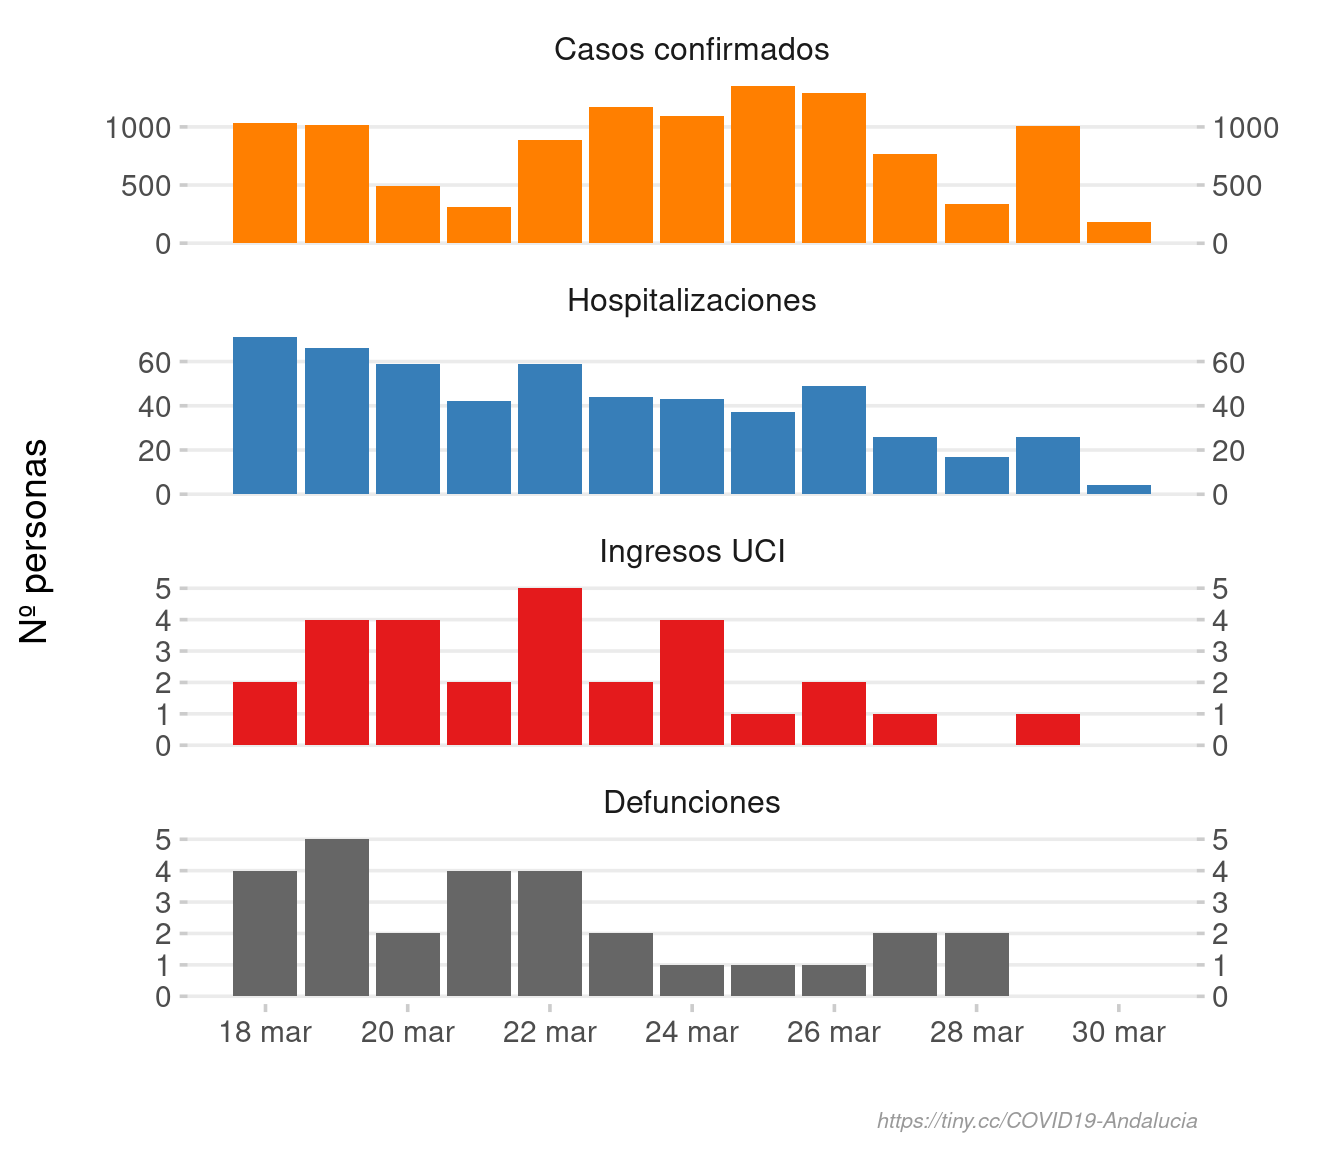 Casos confirmados
1000 1000
500 500
0 0
Hospitalizaciones
60 60
40 40
20 20
0 0
Nº personas
Ingresos UCI
5 5
4 4
3 3
2 2
1 1
0 0
Defunciones
5 5
4 4
3 3
2 2
1 1
0 0
18 mar 20 mar 22 mar 24 mar 26 mar 28 mar 30 mar
https://tiny.cc/COVID19-Andalucia